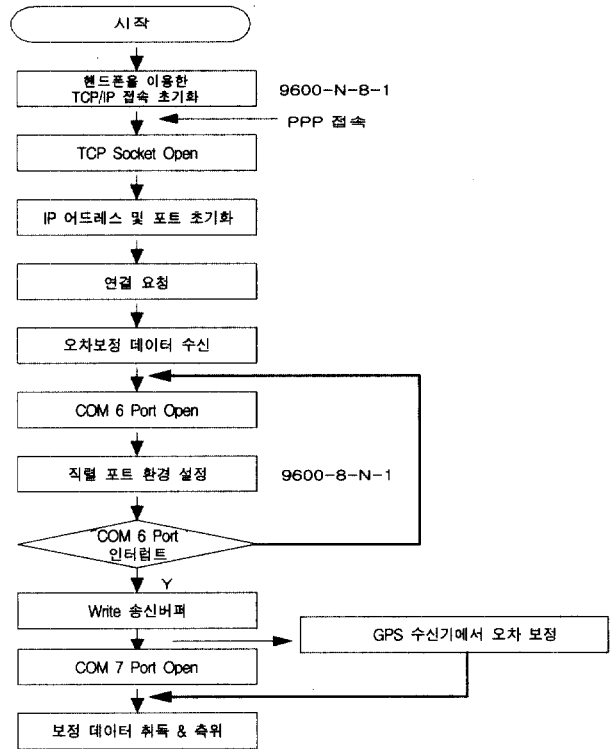 시작
핸드폰을 이용한
TCP/IP 접속 초기화
9600-N-8-1
PPP 접속
TCP Socket Open
IP 어드레스 및 포트 초기화
연결 요청
오차보정 데이터 수신
COM 6 Port Open
직렬 포트 환경 설정
9600-8-N-1
COM 6 Port
인터럽트
Y
Write 송신버퍼
GPS 수신기에서 오차 보정
COM 7 Port Open
보정 데이터 취득 & 측위